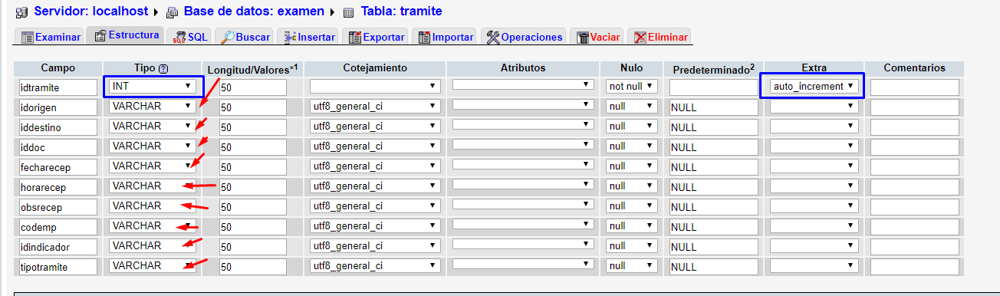 Servidor: localhost Base de datos: examen Tabla: tramite
Examinar Estructura SQL Buscar Insertar Exportar Importar Operaciones Vaciar Eliminar
Campo Tipo ? Longitud/Valores*1 Cotejamiento Atributos Nulo Predeterminado2 Extra Comentarios
idtramite INT 50 not null auto_increment
idorigen VARCHAR 50 utf8_general_ci null NULL
iddestino VARCHAR 50 utf8_general_ci null NULL
iddoc VARCHAR 50 utf8_general_ci null NULL
fecharecep VARCHAR 50 utf8_general_ci null NULL
horarecep VARCHAR 50 utf8_general_ci null NULL
obsrecep VARCHAR 50 utf8_general_ci null NULL
codemp VARCHAR 50 utf8_general_ci null NULL
idindicador VARCHAR 50 utf8_general_ci null NULL
tipotramite VARCHAR 50 utf8_general_ci null NULL